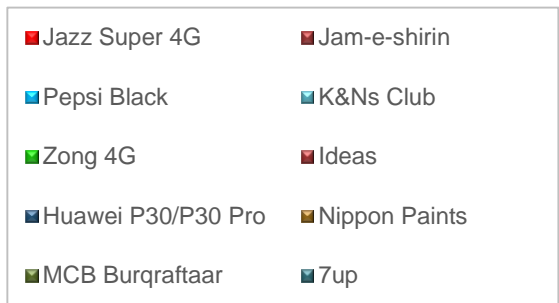 Jazz Super 4G Jam-e-shirin
Pepsi Black K&Ns Club
Zong 4G Ideas
Huawei P30/P30 Pro Nippon Paints
MCB Burqraftaar 7up